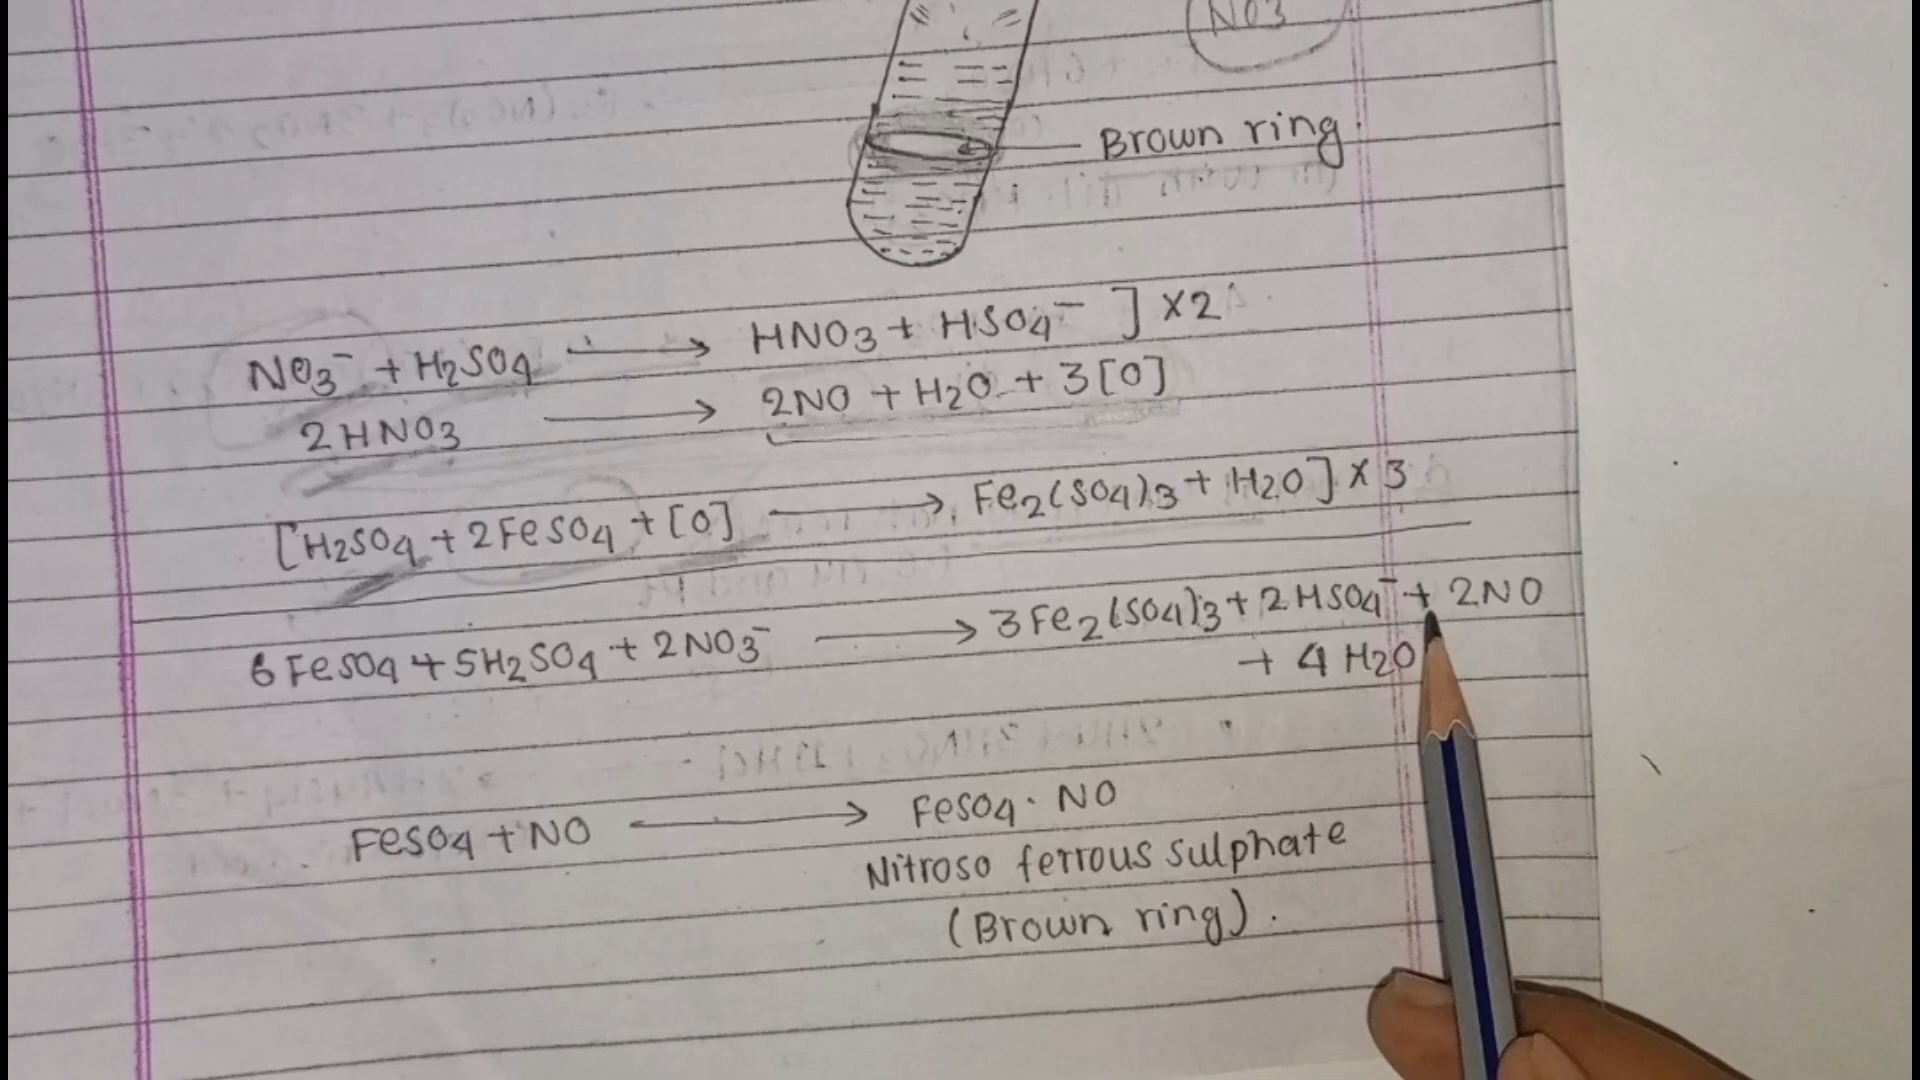 NO3
Brown ring.
NO3⁻ + H2SO4 → HNO3 + HSO4⁻ ] × 2
2HNO3 → 2NO + H2O + 3[O]
[H2SO4 + 2FeSO4 + [O] → Fe2(SO4)3 + H2O] × 3
6FeSO4 + 5H2SO4 + 2NO3⁻ → 3Fe2(SO4)3 + 2HSO4⁻ + 2NO
+ 4H2O
FeSO4 + NO → FeSO4 · NO
Nitroso ferrous sulphate
(Brown ring).